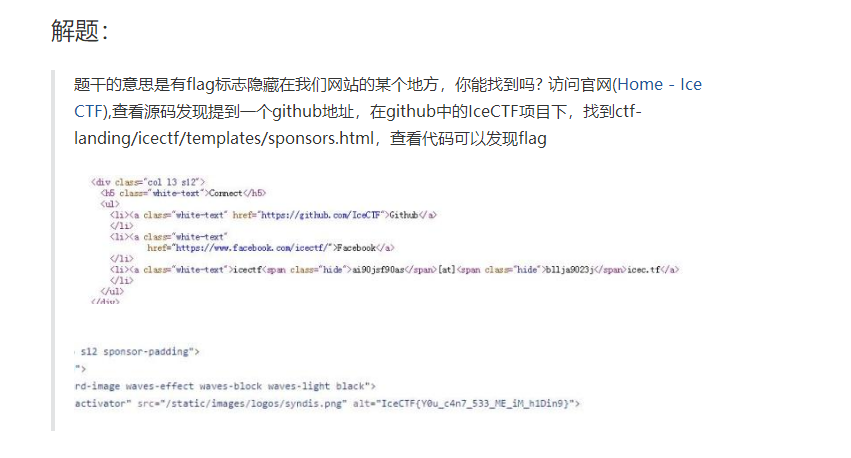 解题：
题干的意思是有flag标志隐藏在我们网站的某个地方，你能找到吗? 访问官网(Home - Ice
CTF),查看源码发现提到一个github地址，在github中的IceCTF项目下，找到ctf-
landing/icectf/templates/sponsors.html，查看代码可以发现flag
<div class="col l3 s12">
<h5 class="white-text">Connect</h5>
<ul>
<li><a class="white-text" href="https://github.com/IceCTF">Github</a>
</li>
<li><a class="white-text"
href="https://www.facebook.com/icectf/">Facebook</a>
</li>
<li><a class="white-text">icectf<span class="hide">ai90jsf90as</span>[at]<span class="hide">bllja9023j</span>icec.tf</a>
</li>
</ul>
</div>
s12 sponsor-padding">
">
rd-image waves-effect waves-block waves-light black">
activator" src="/static/images/logos/syndis.png" alt="IceCTF{Y0u_c4n7_533_ME_iM_h1Din9}">